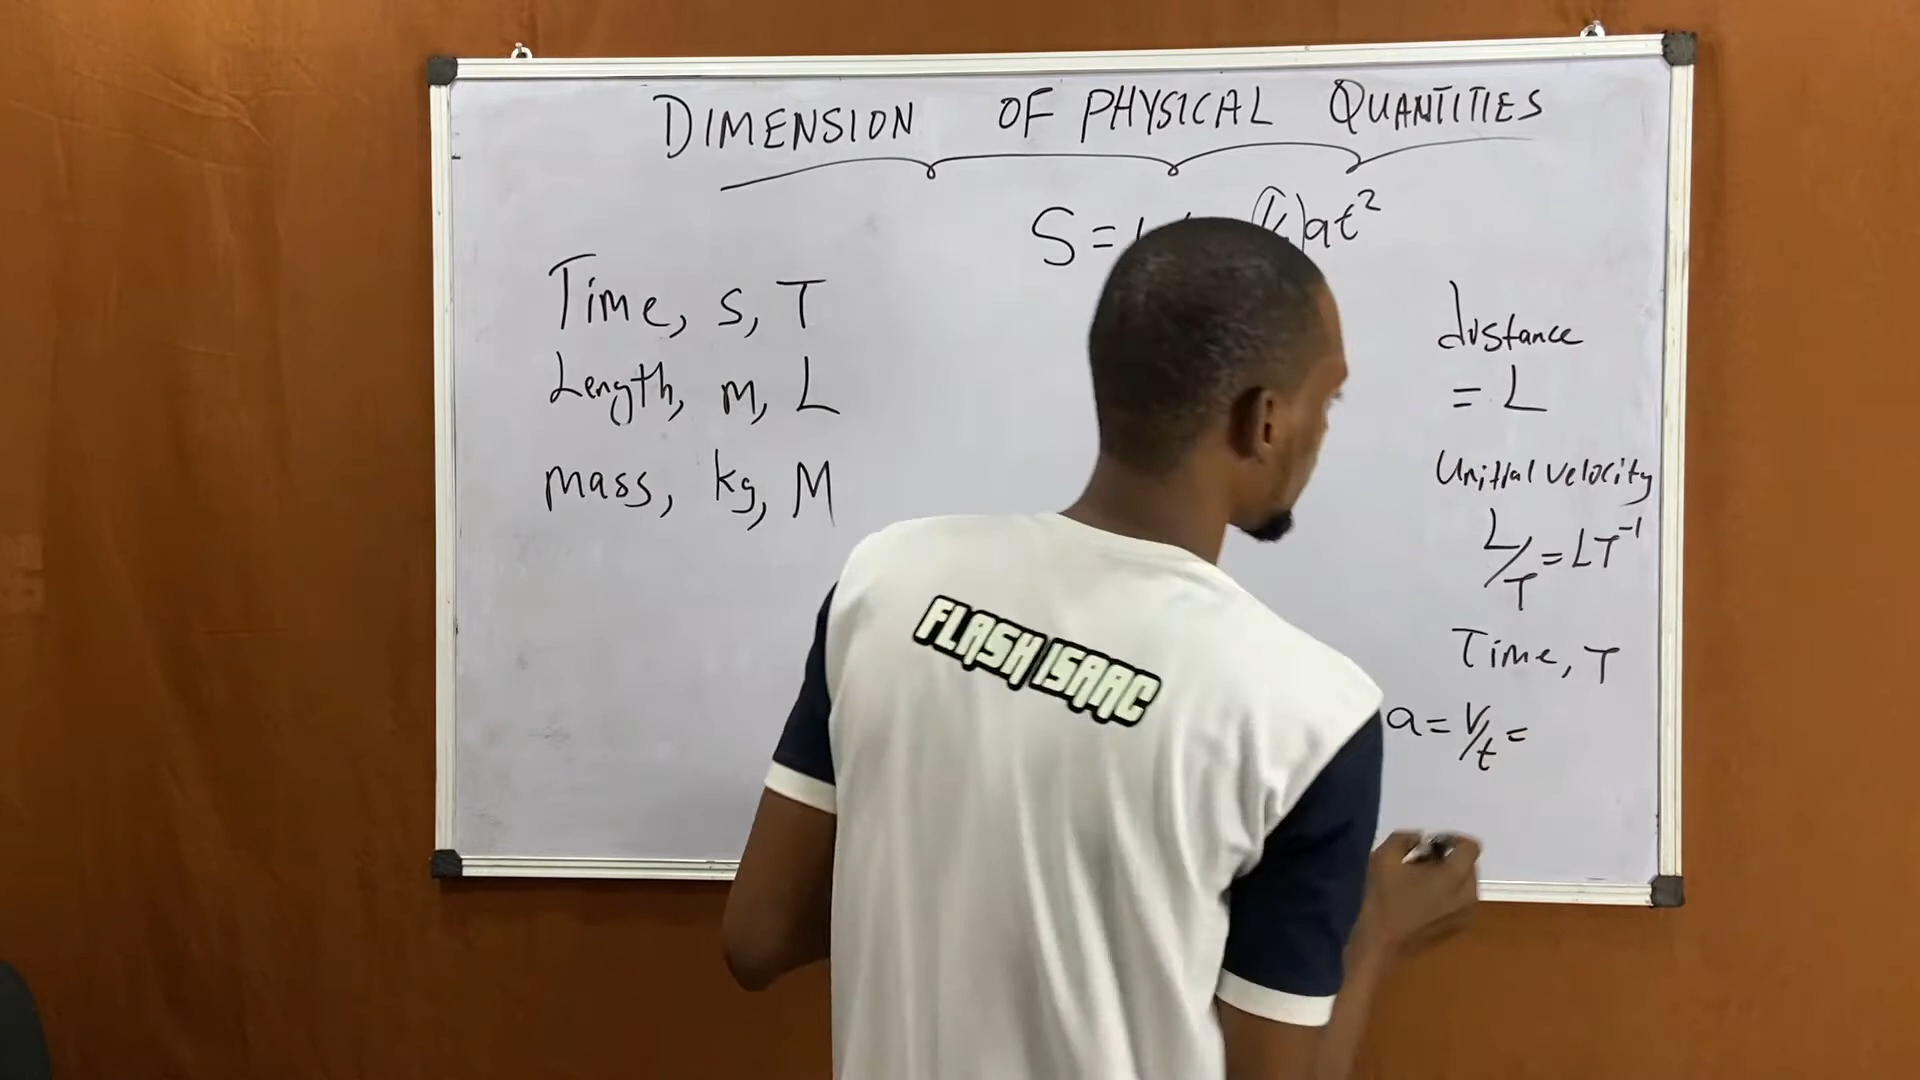 DIMENSION OF PHYSICAL QUANTITIES
S = at²
Time, s, T
Length, m, L
mass, kg, M
distance
= L
Unitial velocity
L/T = LT⁻¹
Time, T
a = V/t =
FLASH ISAAC